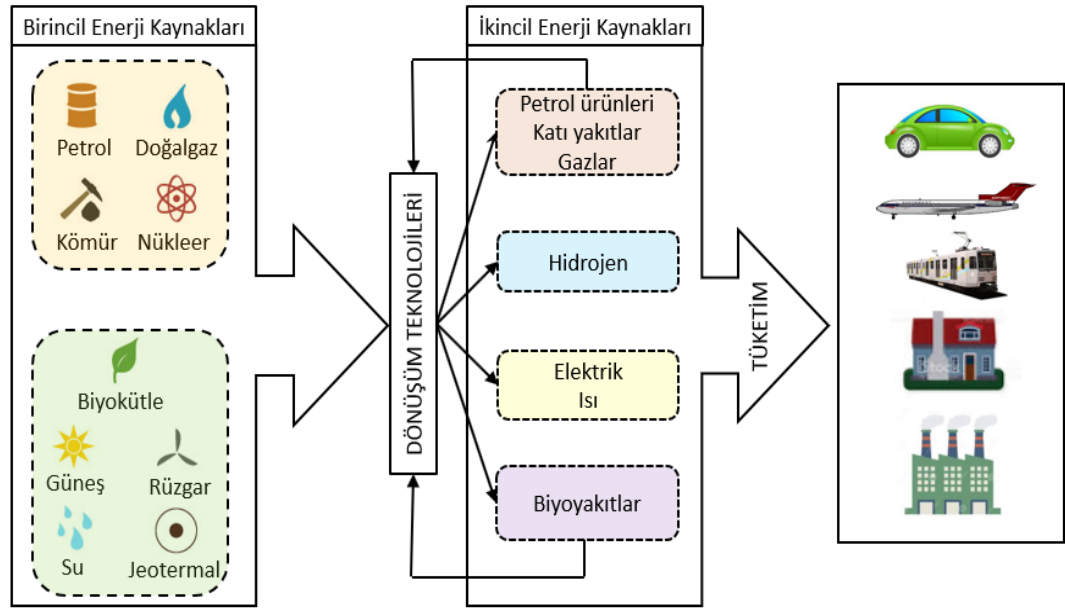 Birincil Enerji Kaynakları
Petrol
Doğalgaz
Kömür
Nükleer
Biyokütle
Güneş
Rüzgar
Su
Jeotermal
DÖNÜŞÜM TEKNOLOJİLERİ
İkincil Enerji Kaynakları
Petrol ürünleri
Katı yakıtlar
Gazlar
Hidrojen
Elektrik
Isı
Biyoyakıtlar
TÜKETİM